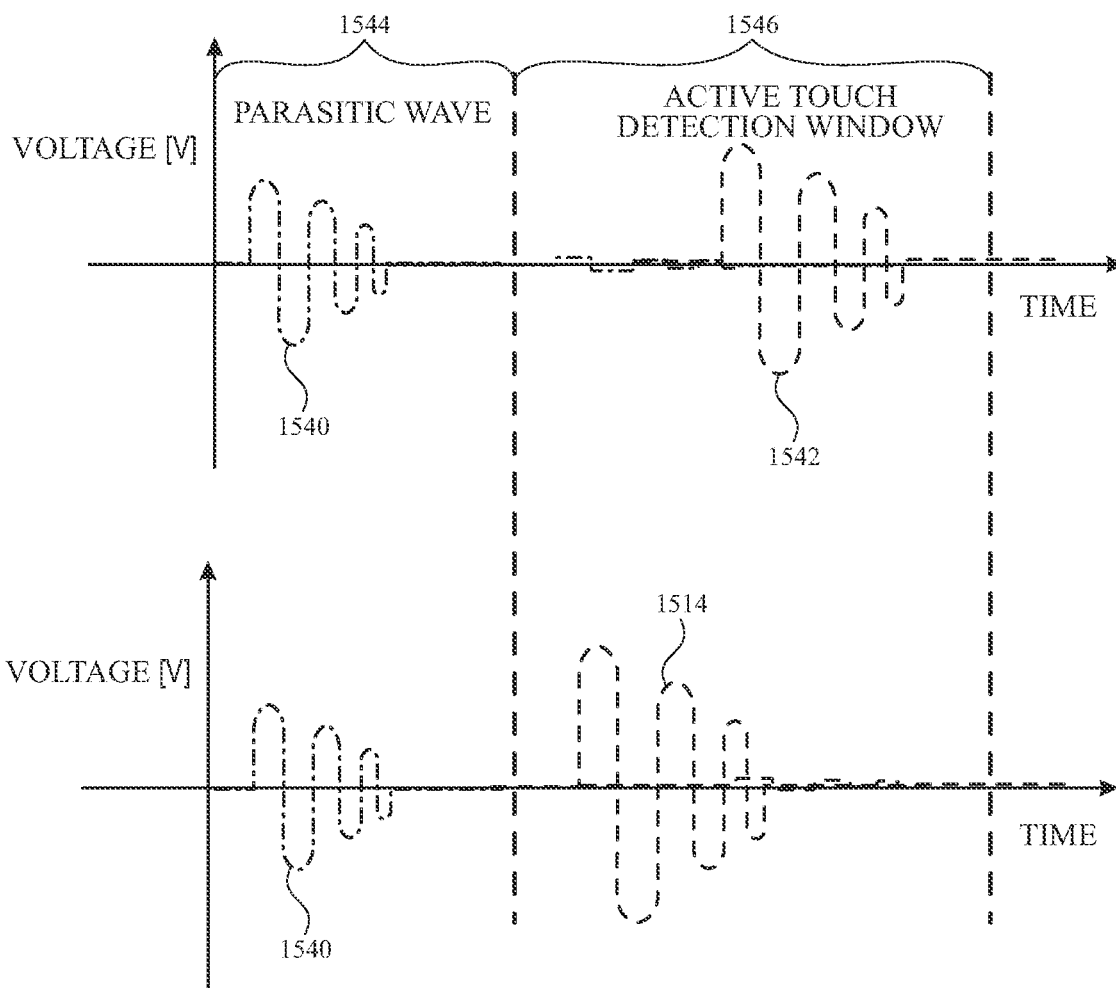 1544
1546
PARASITIC WAVE
ACTIVE TOUCH
DETECTION WINDOW
VOLTAGE [V]
TIME
1540
1542
1514
VOLTAGE [V]
TIME
1540